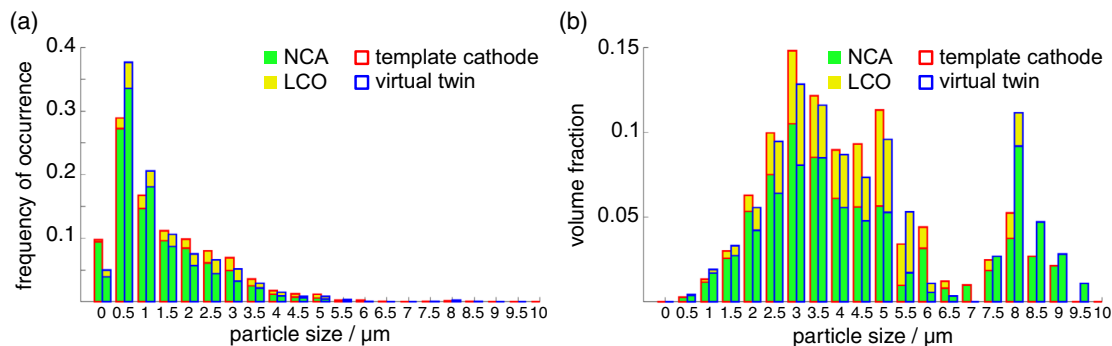 (a)
0.4
0.3
0.2
0.1
frequency of occurrence
NCA
LCO
template cathode
virtual twin
0 0.5 1 1.5 2 2.5 3 3.5 4 4.5 5 5.5 6 6.5 7 7.5 8 8.5 9 9.5 10
particle size / µm
(b)
0.15
0.1
0.05
volume fraction
NCA
LCO
template cathode
virtual twin
0 0.5 1 1.5 2 2.5 3 3.5 4 4.5 5 5.5 6 6.5 7 7.5 8 8.5 9 9.5 10
particle size / µm